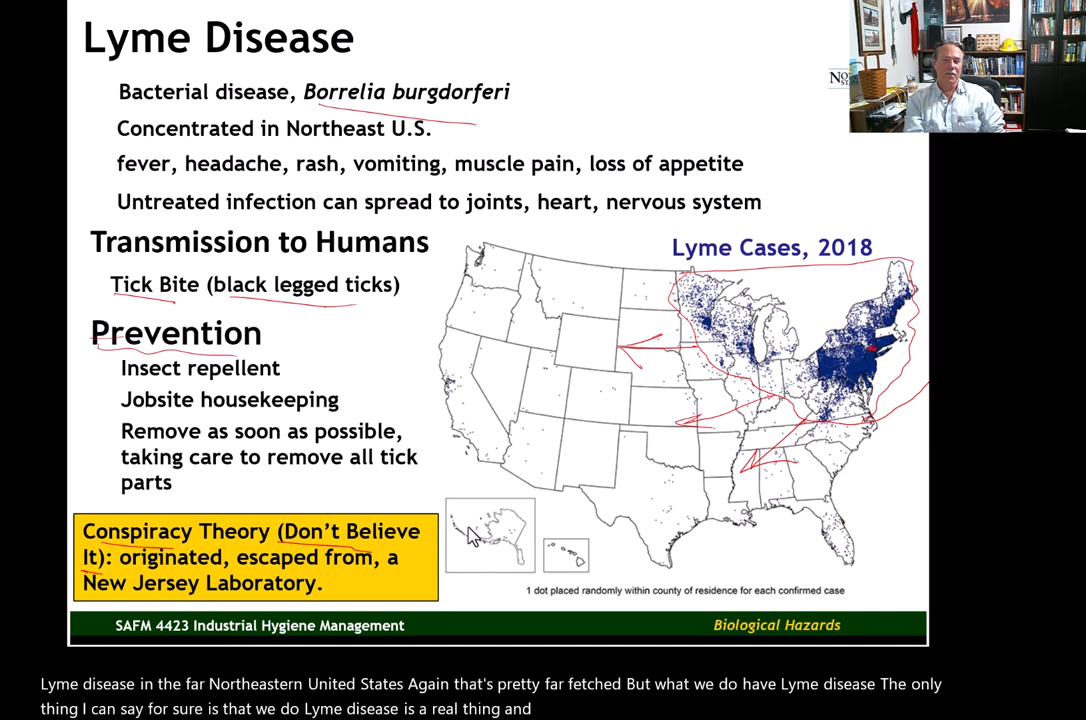 Lyme Disease
Bacterial disease, Borrelia burgdorferi
Concentrated in Northeast U.S.
fever, headache, rash, vomiting, muscle pain, loss of appetite
Untreated infection can spread to joints, heart, nervous system
Transmission to Humans
Tick Bite (black legged ticks)
Prevention
Insect repellent
Jobsite housekeeping
Remove as soon as possible,
taking care to remove all tick
parts
Lyme Cases, 2018
Conspiracy Theory (Don't Believe
It): originated, escaped from, a
New Jersey Laboratory.
1 dot placed randomly within county of residence for each confirmed case
SAFM 4423 Industrial Hygiene Management
Biological Hazards
Lyme disease in the far Northeastern United States Again that's pretty far fetched But what we do have Lyme disease The only
thing I can say for sure is that we do Lyme disease is a real thing and